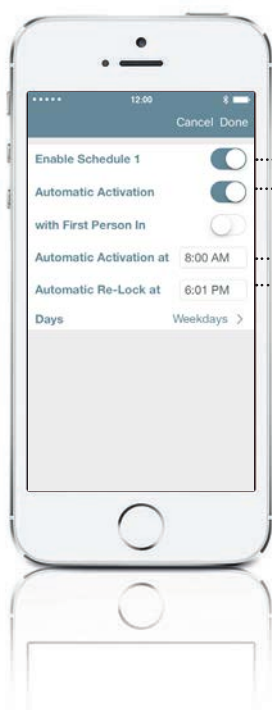 12:00
Cancel Done
Enable Schedule 1
Automatic Activation
with First Person In
Automatic Activation at 8:00 AM
Automatic Re-Lock at 6:01 PM
Days Weekdays >